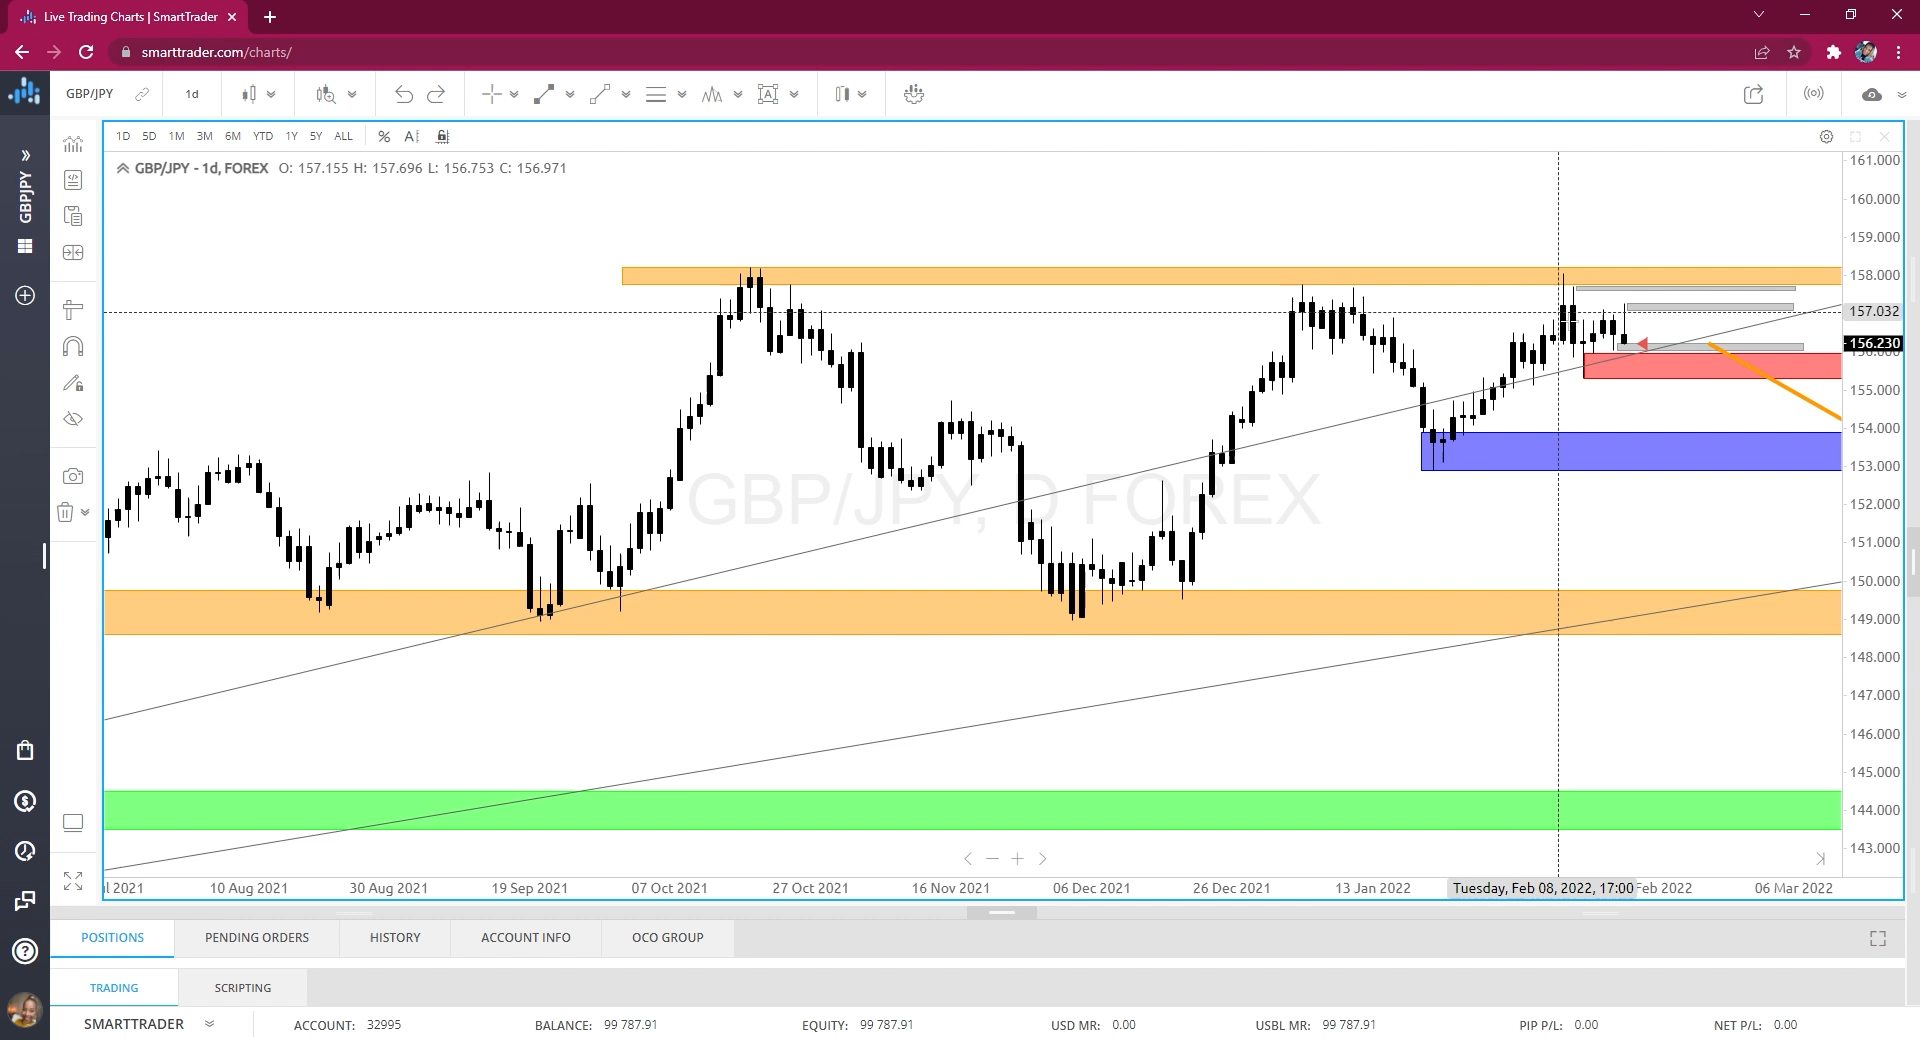 Live Trading Charts | SmartTrader
smarttrader.com/charts/
GBP/JPY 1d
1D 5D 1M 3M 6M YTD 1Y 5Y ALL % A
GBP/JPY - 1d, FOREX O: 157.155 H: 157.696 L: 156.753 C: 156.971
GBPJPY
161.000
160.000
159.000
158.000
157.032
156.230
155.000
154.000
153.000
152.000
151.000
150.000
149.000
148.000
147.000
146.000
145.000
144.000
143.000
GBP/JPY, D FOREX
ul 2021 10 Aug 2021 30 Aug 2021 19 Sep 2021 07 Oct 2021 27 Oct 2021 16 Nov 2021 06 Dec 2021 26 Dec 2021 13 Jan 2022 Tuesday, Feb 08, 2022, 17:00 Feb 2022 06 Mar 2022
POSITIONS PENDING ORDERS HISTORY ACCOUNT INFO OCO GROUP
TRADING SCRIPTING
SMARTTRADER ACCOUNT: 32995 BALANCE: 99 787.91 EQUITY: 99 787.91 USD MR: 0.00 USBL MR: 99 787.91 PIP P/L: 0.00 NET P/L: 0.00